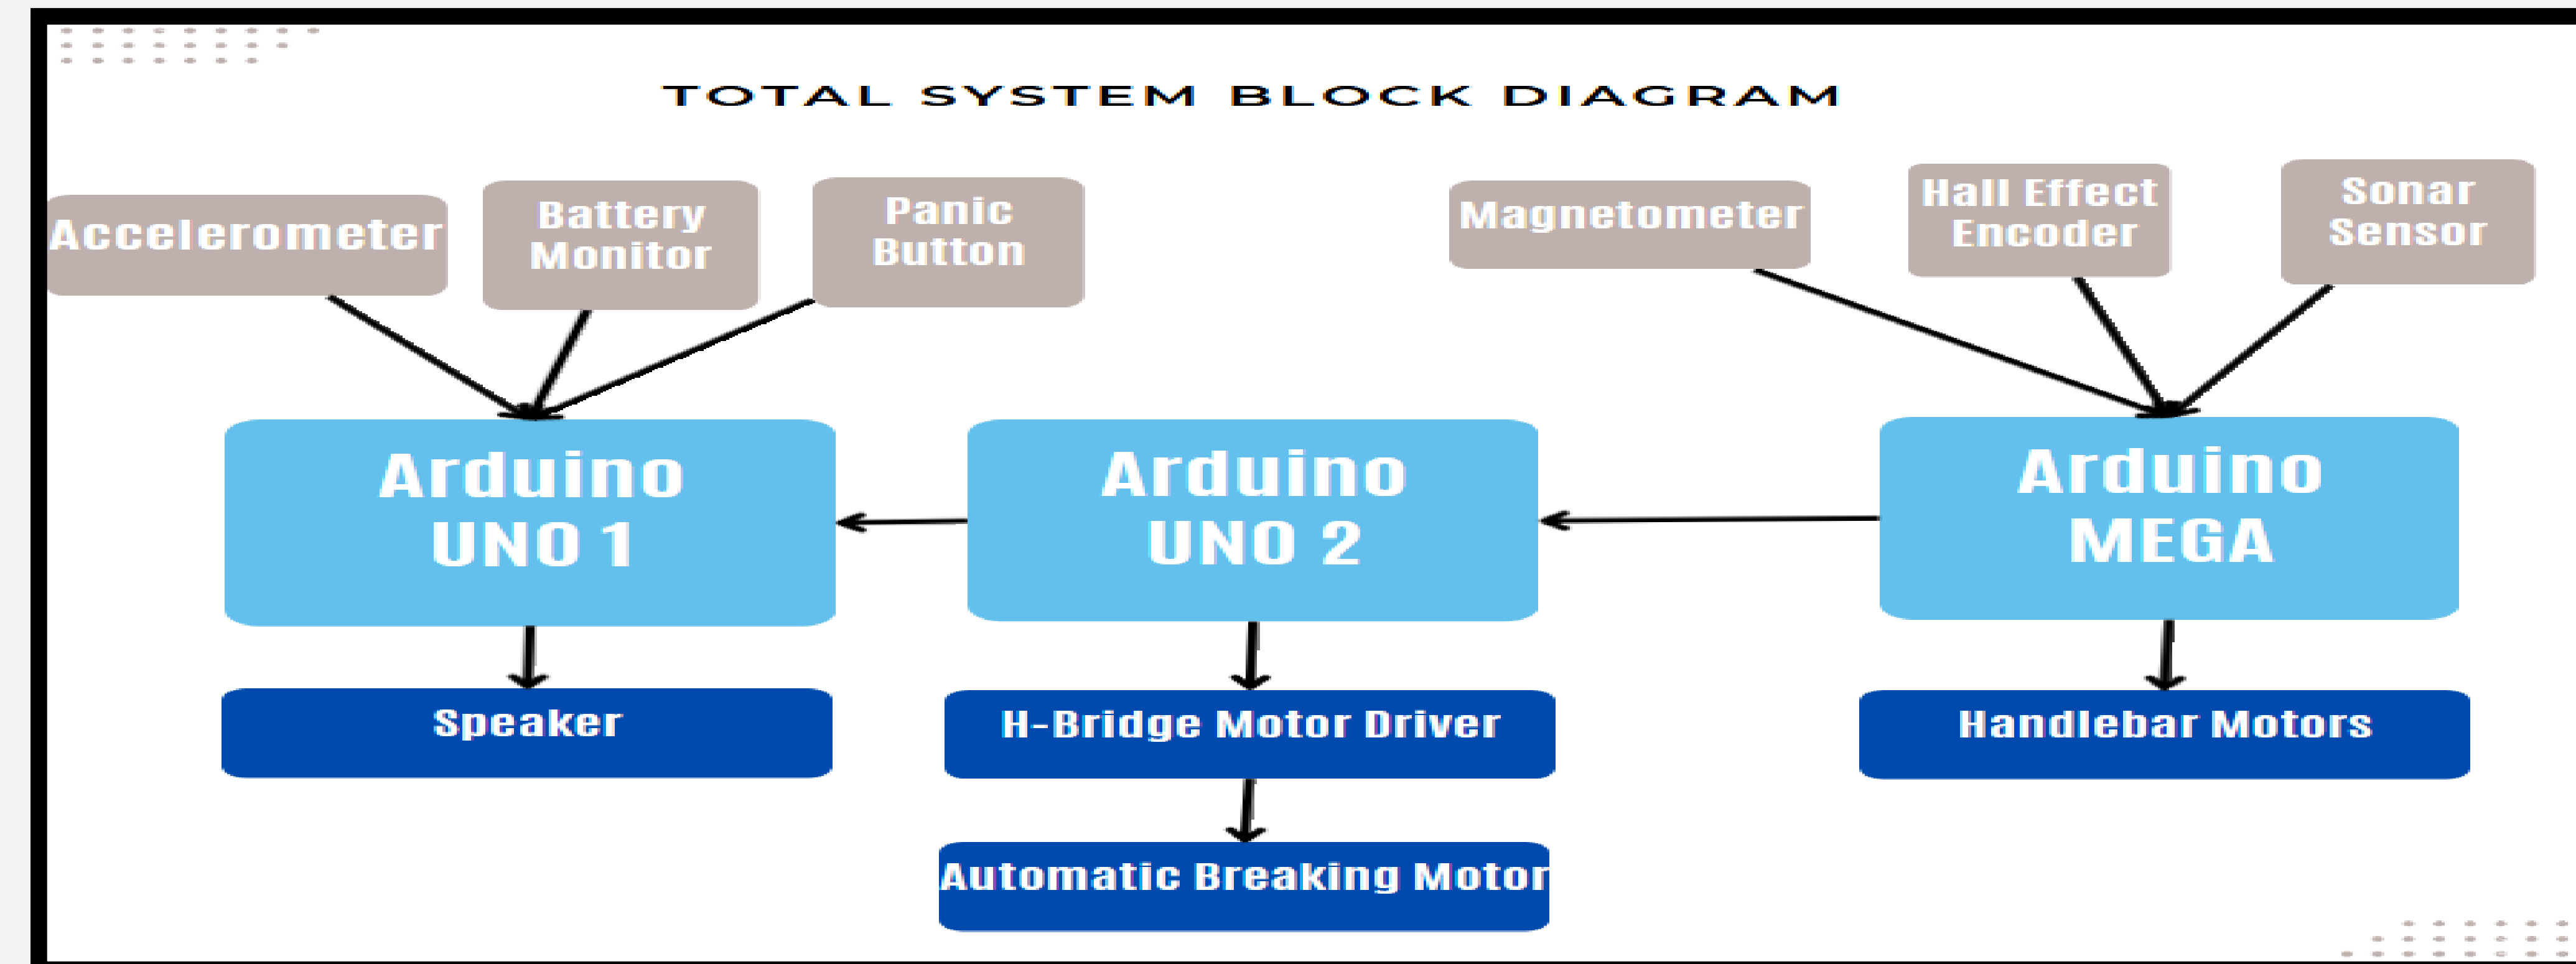 TOTAL SYSTEM BLOCK DIAGRAM
Accelerometer
Battery
Monitor
Panic
Button
Magnetometer
Hall Effect
Encoder
Sonar
Sensor
Arduino
UNO 1
Arduino
UNO 2
Arduino
MEGA
Speaker
H-Bridge Motor Driver
Handlebar Motors
Automatic Breaking Motor